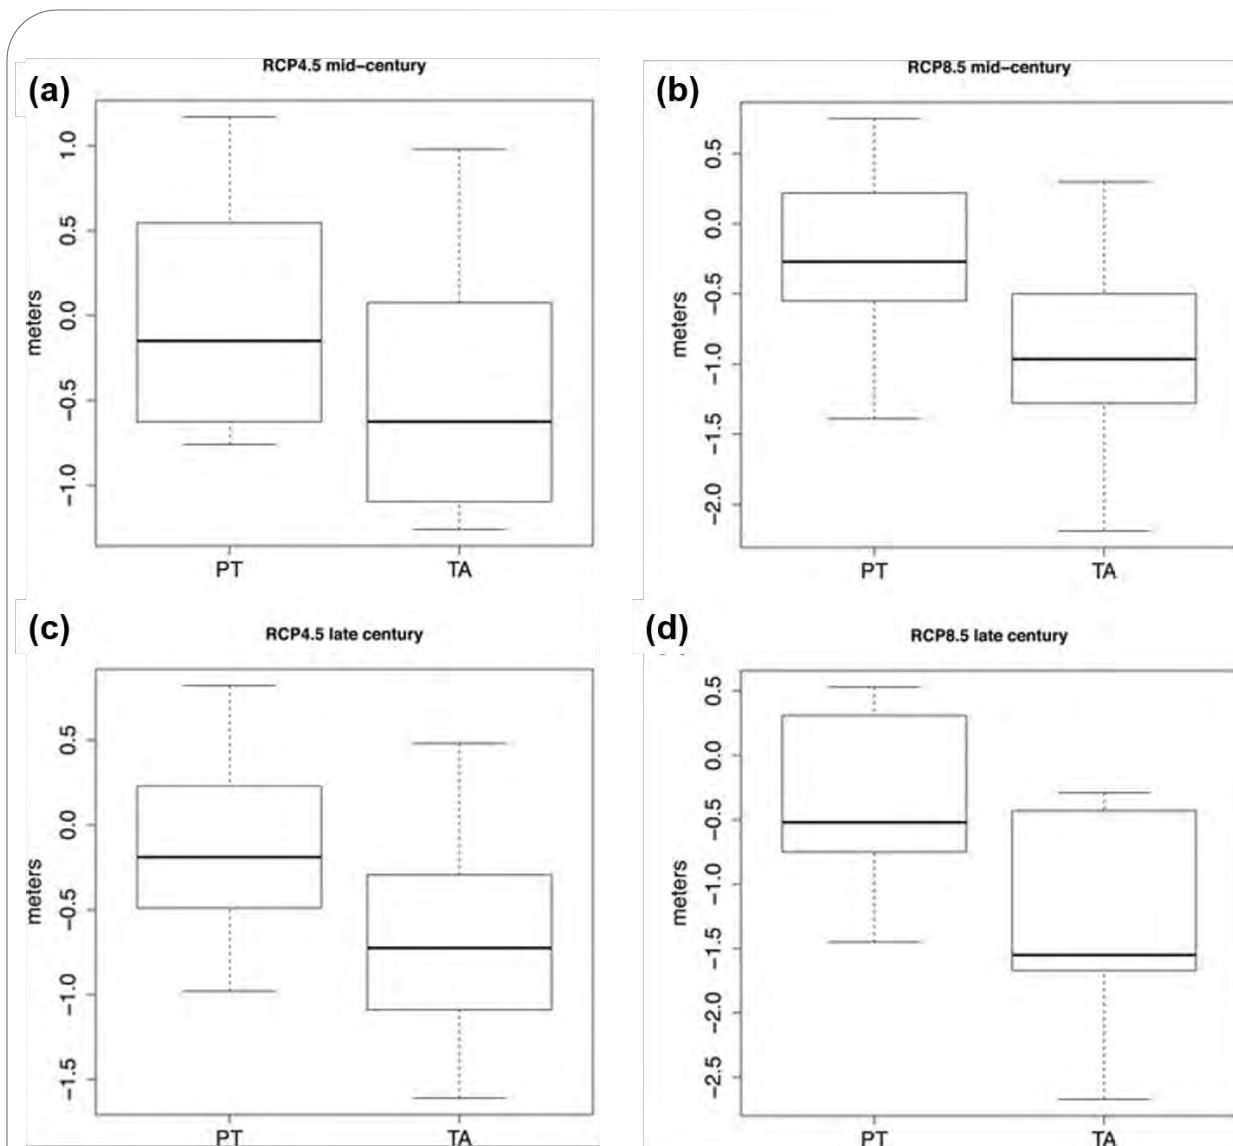 RCP4.5 mid-century
(a)
meters
1.0
0.5
0.0
-0.5
-1.0
PT TA
RCP8.5 mid-century
(b)
meters
0.5
0.0
-0.5
-1.0
-1.5
-2.0
PT TA
RCP4.5 late century
(c)
meters
0.5
0.0
-0.5
-1.0
-1.5
PT TA
RCP8.5 late century
(d)
meters
0.5
0.0
-0.5
-1.0
-1.5
-2.0
-2.5
PT TA